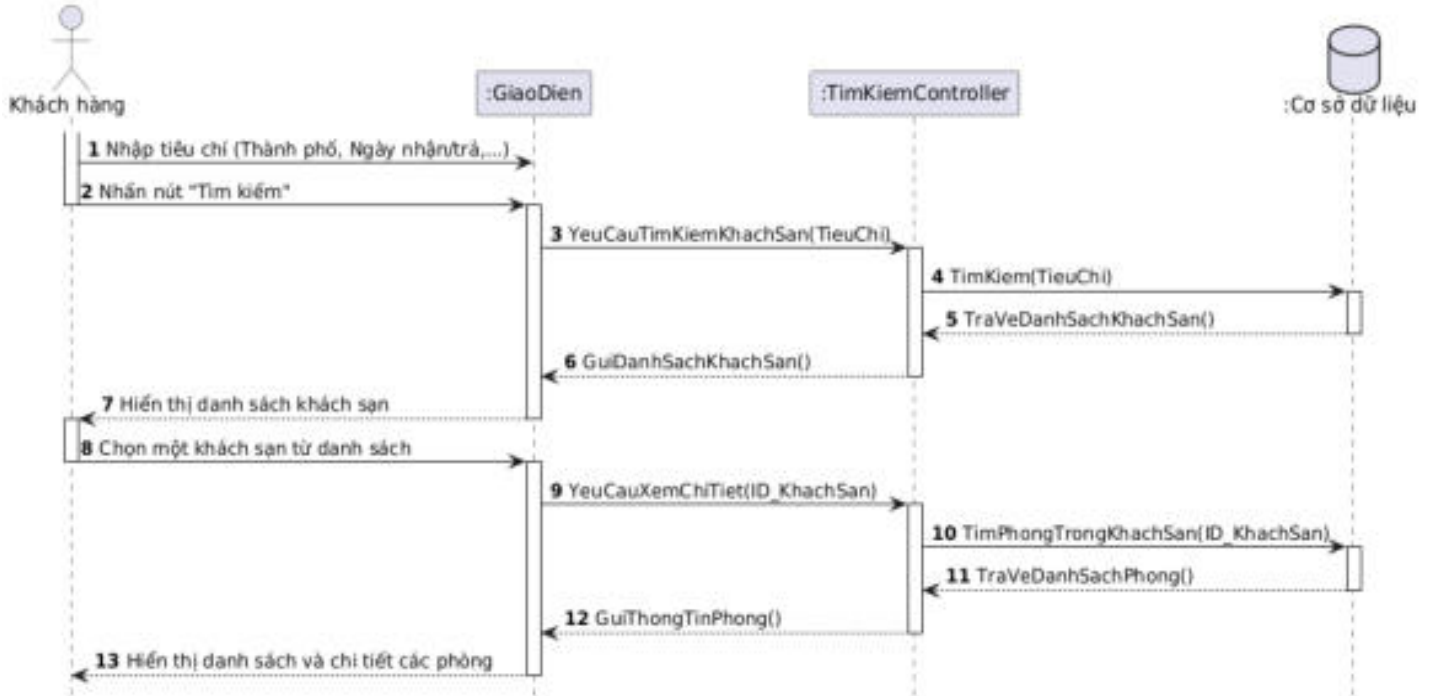 Khách hàng
:GiaoDien
:TimKiemController
:Cơ sở dữ liệu
1 Nhập tiêu chí (Thành phố, Ngày nhận/trả,...)
2 Nhấn nút "Tìm kiếm"
3 YeuCauTimKiemKhachSan(TieuChi)
4 TimKiem(TieuChi)
5 TraVeDanhSachKhachSan()
6 GuiDanhSachKhachSan()
7 Hiển thị danh sách khách sạn
8 Chọn một khách sạn từ danh sách
9 YeuCauXemChiTiet(ID_KhachSan)
10 TimPhongTrongKhachSan(ID_KhachSan)
11 TraVeDanhSachPhong()
12 GuiThongTinPhong()
13 Hiển thị danh sách và chi tiết các phòng